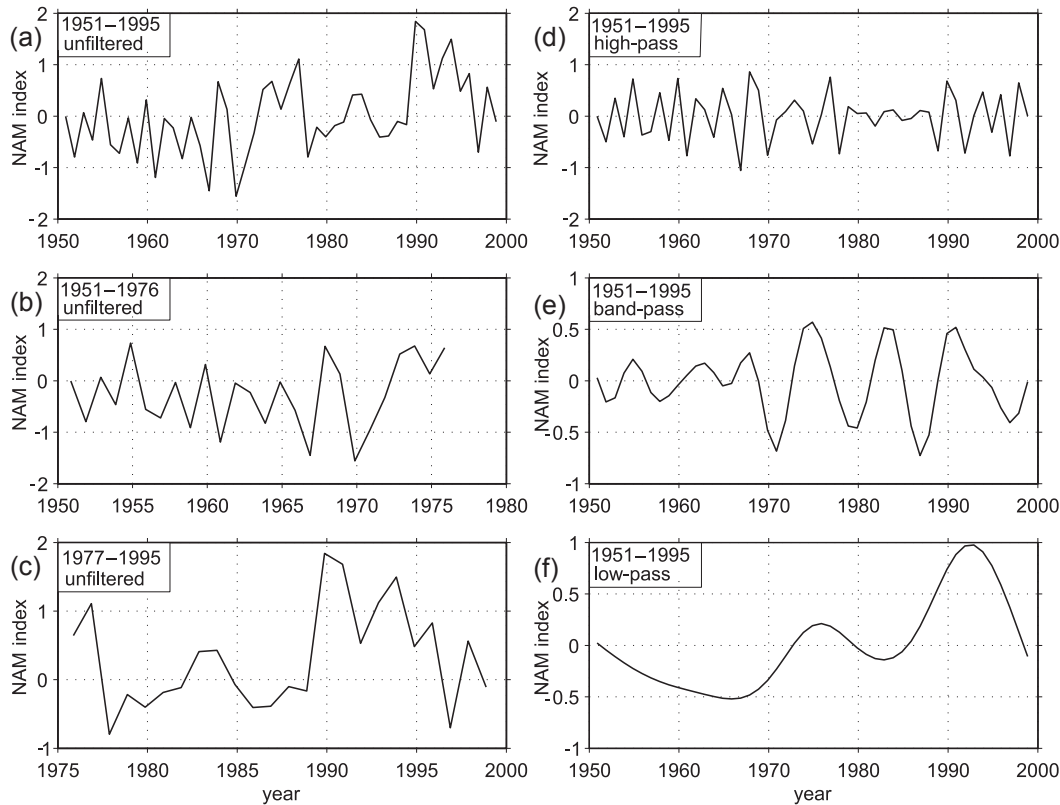 (a)
1951–1995
unfiltered
NAM index
2
1
0
-1
2
1950 1960 1970 1980 1990 2000
(b)
1951–1976
unfiltered
NAM index
2
1
0
-1
2
1950 1955 1960 1965 1970 1975 1980
(c)
1977–1995
unfiltered
NAM index
2
1
0
-1
1975 1980 1985 1990 1995 2000
year
(d)
1951–1995
high-pass
NAM index
2
1
0
-1
2
1950 1960 1970 1980 1990 2000
(e)
1951–1995
band-pass
NAM index
1
0.5
0
-0.5
-1
1950 1960 1970 1980 1990 2000
(f)
1951–1995
low-pass
NAM index
1
0.5
0
-0.5
-1
1950 1960 1970 1980 1990 2000
year